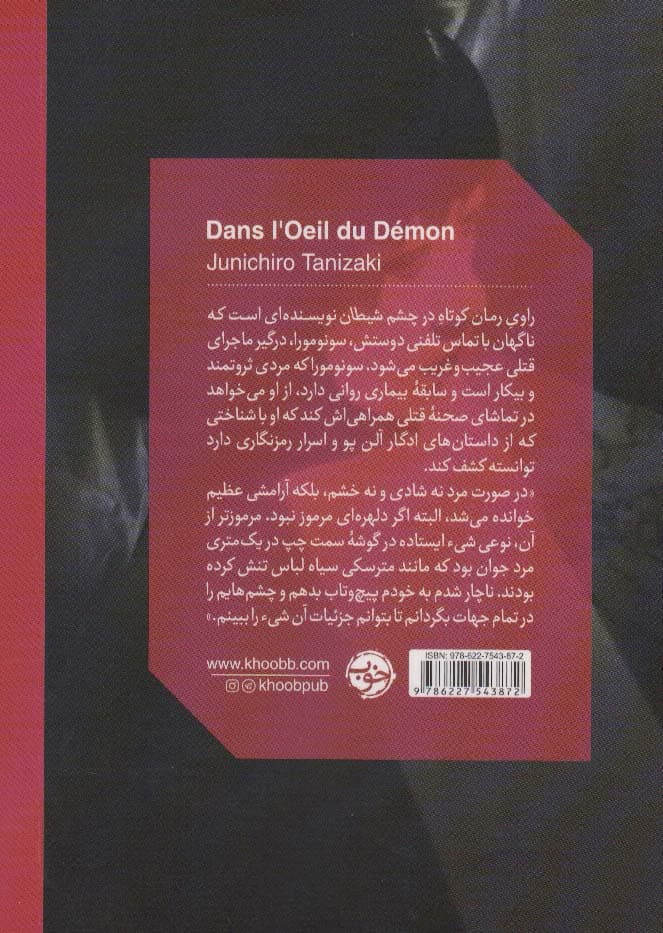 Dans l'Oeil du Démon
Junichiro Tanizaki
راویِ رمان کوتاهِ در چشم شیطان نویسنده‌ای است که
ناگهان با تماس تلفنی دوستش، سونومورا، درگیر ماجرای
قتلی عجیب‌وغریب می‌شود. سونومورا که مردی ثروتمند
و بیکار است و سابقهٔ بیماری روانی دارد، از او می‌خواهد
در تماشای صحنهٔ قتلی همراهی‌اش کند که او با شناختی
که از داستان‌های ادگار آلن پو و اسرار رمزنگاری دارد
توانسته کشف کند.
«در صورت مرد نه شادی و نه خشم، بلکه آرامشی عظیم
خوانده می‌شد، البته اگر دلهره‌ای مرموز نبود. مرموزتر از
آن، نوعی شیء ایستاده در گوشهٔ سمت چپ در یک‌متری
مرد جوان بود که مانند مترسکی سیاه لباس تنش کرده
بودند. ناچار شدم به خودم پیچ‌وتاب بدهم و چشم‌هایم را
در تمام جهات بگردانم تا بتوانم جزئیات آن شیء را ببینم.»
www.khoobb.com
khoobpub
خوب
ISBN: 978-622-7543-87-2
9 786227 543872